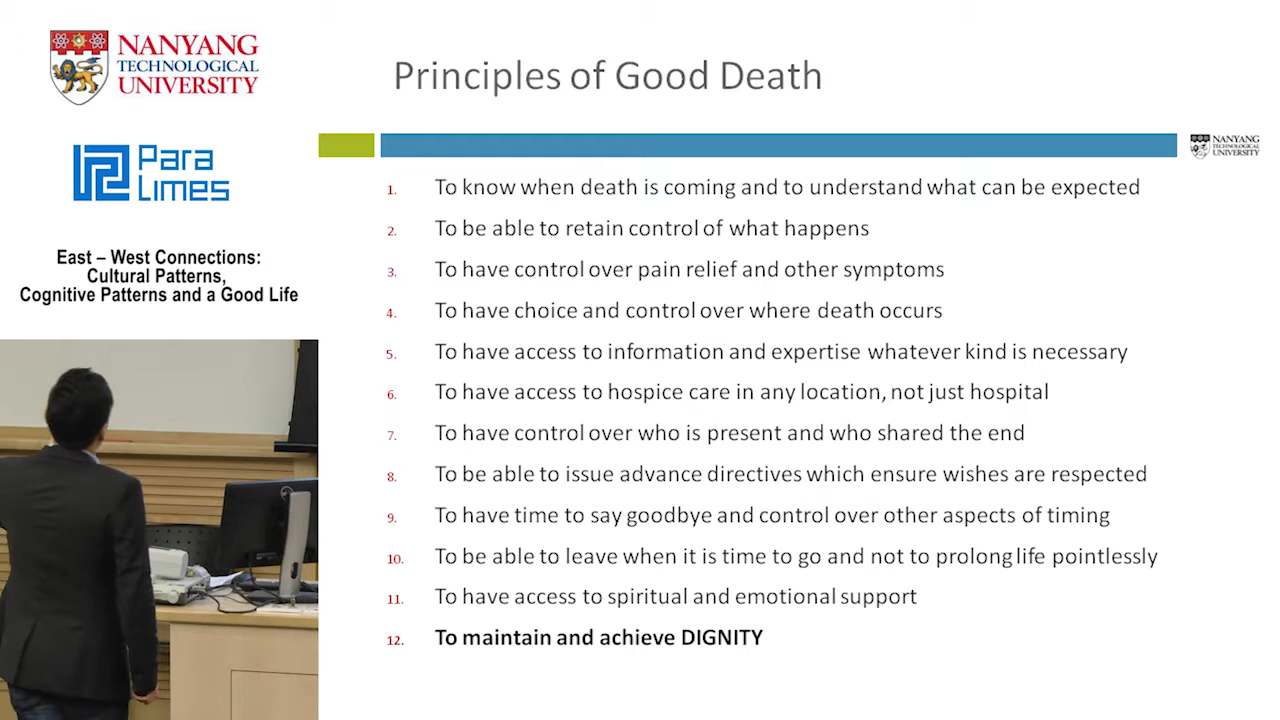 NANYANG
TECHNOLOGICAL
UNIVERSITY
Para
Limes
East – West Connections:
Cultural Patterns,
Cognitive Patterns and a Good Life
Principles of Good Death
NANYANG
TECHNOLOGICAL
UNIVERSITY
1. To know when death is coming and to understand what can be expected
2. To be able to retain control of what happens
3. To have control over pain relief and other symptoms
4. To have choice and control over where death occurs
5. To have access to information and expertise whatever kind is necessary
6. To have access to hospice care in any location, not just hospital
7. To have control over who is present and who shared the end
8. To be able to issue advance directives which ensure wishes are respected
9. To have time to say goodbye and control over other aspects of timing
10. To be able to leave when it is time to go and not to prolong life pointlessly
11. To have access to spiritual and emotional support
12. To maintain and achieve DIGNITY